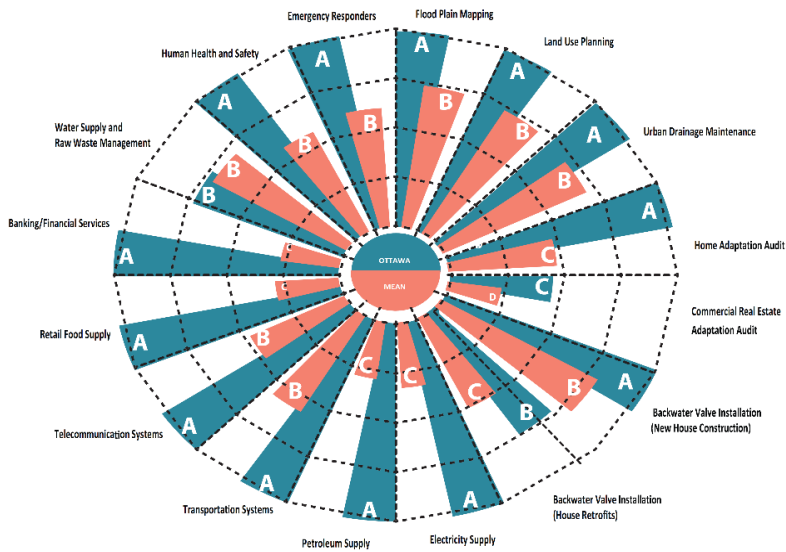 Emergency Responders
Flood Plain Mapping
Human Health and Safety
Land Use Planning
A
A
A
A
B
B
B
B
Water Supply and
Raw Waste Management
A
Urban Drainage Maintenance
B
B
B
Banking/Financial Services
A
C
A
C
Home Adaptation Audit
OTTAWA
MEAN
C
C
D
Commercial Real Estate
Adaptation Audit
Retail Food Supply
A
B
C
C
B
C
B
A
Backwater Valve Installation
(New House Construction)
Telecommunication Systems
A
B
Transportation Systems
A
Petroleum Supply
A
Electricity Supply
A
Backwater Valve Installation
(House Retrofits)